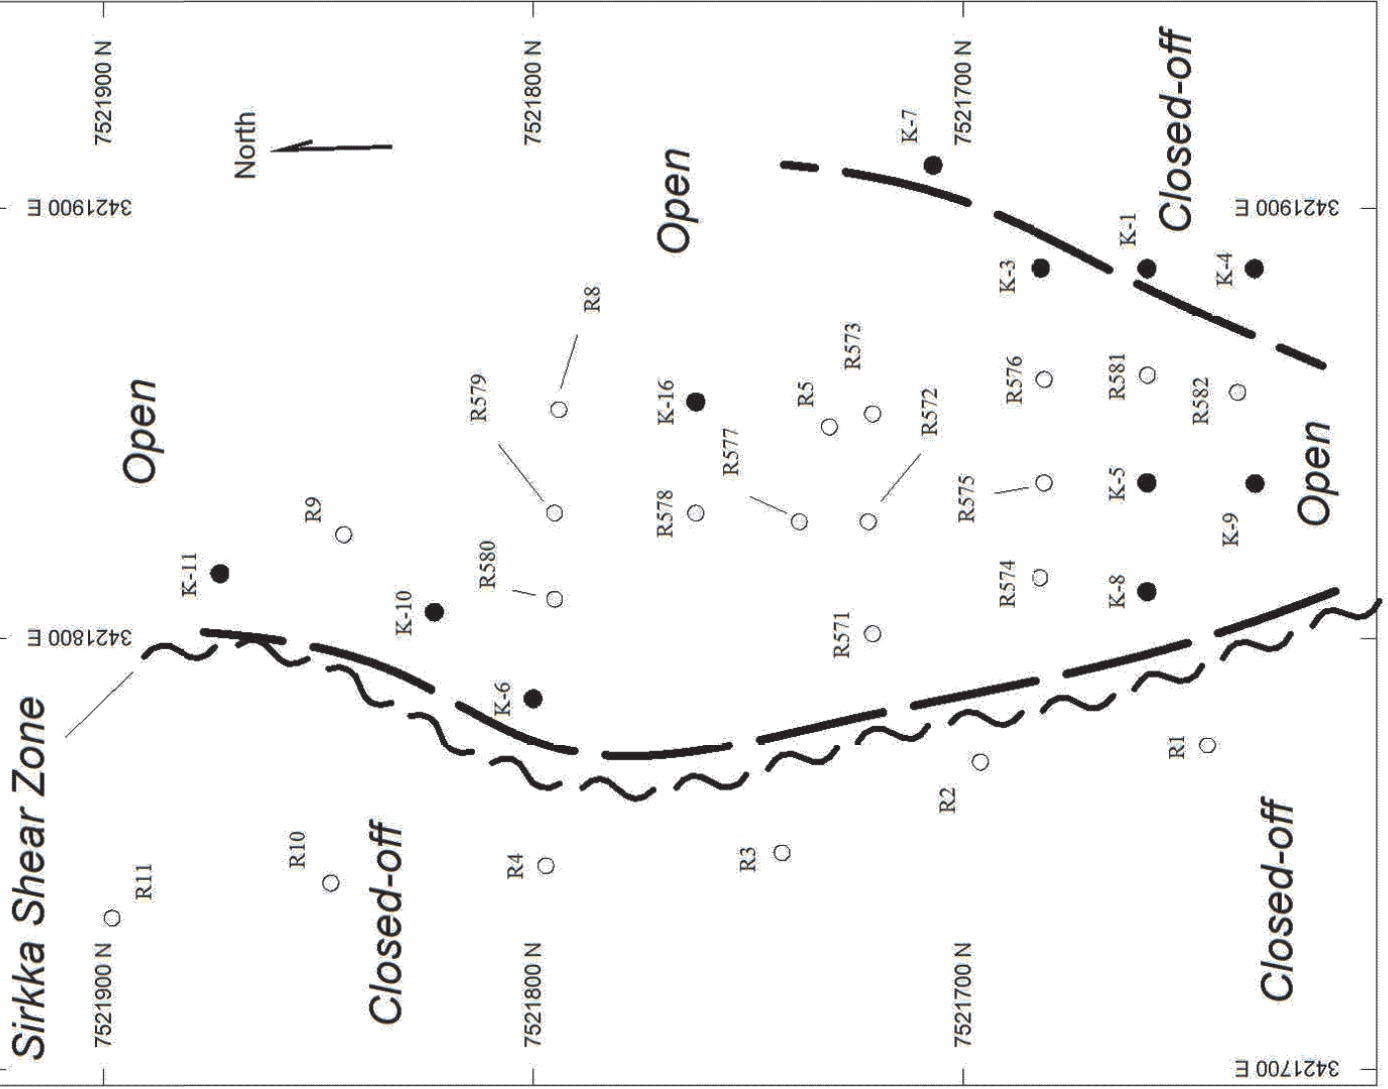 Sirkka Shear Zone
7521900 N
7521800 N
7521700 N
7521900 N
7521800 N
7521700 N
3421900 E
3421800 E
3421900 E
3421700 E
North
Open
Open
Open
Closed-off
Closed-off
Closed-off
K-7
K-1
K-3
K-4
R8
R579
K-16
R5
R573
R577
R572
R576
R581
R582
R9
R578
R575
K-5
K-9
K-11
K-10
R580
R574
K-8
R571
K-6
R1
R2
R3
R4
R10
R11